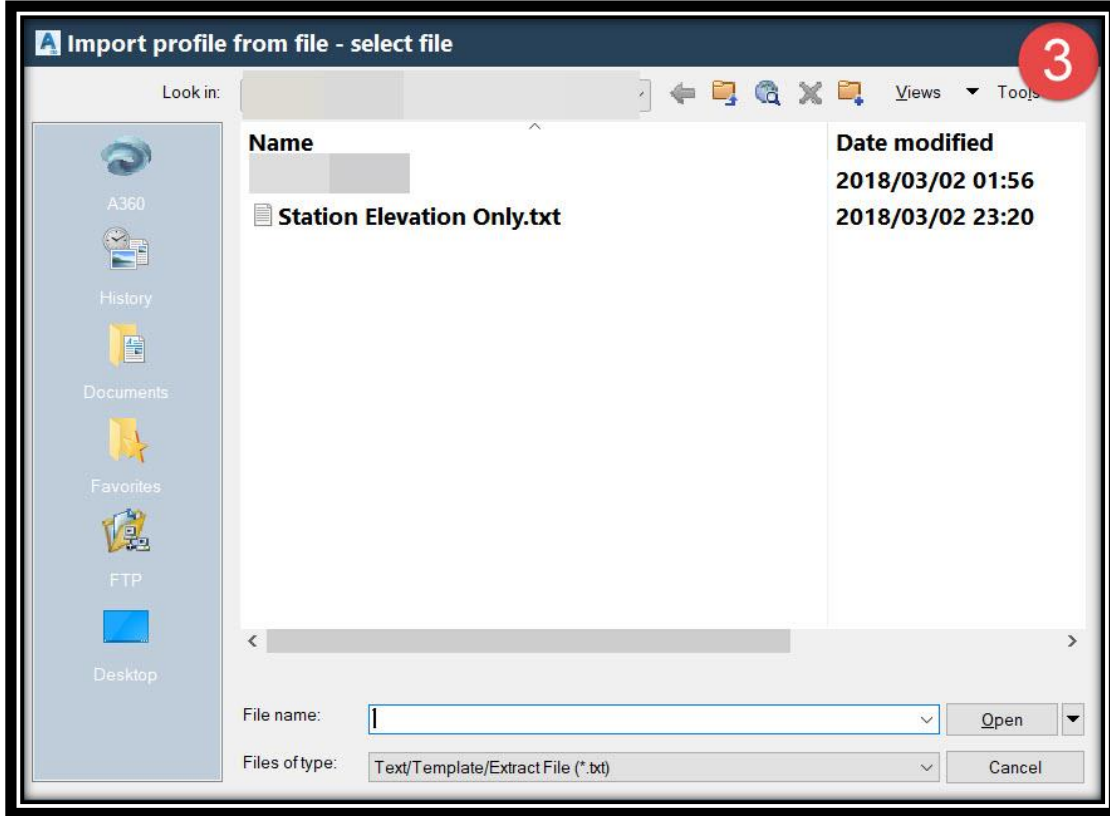 Import profile from file - select file
3
Look in:
Views
Tools
Name
Date modified
2018/03/02 01:56
Station Elevation Only.txt
2018/03/02 23:20
A360
History
Documents
Favorites
FTP
Desktop
File name:
Open
Files of type:
Text/Template/Extract File (*.txt)
Cancel